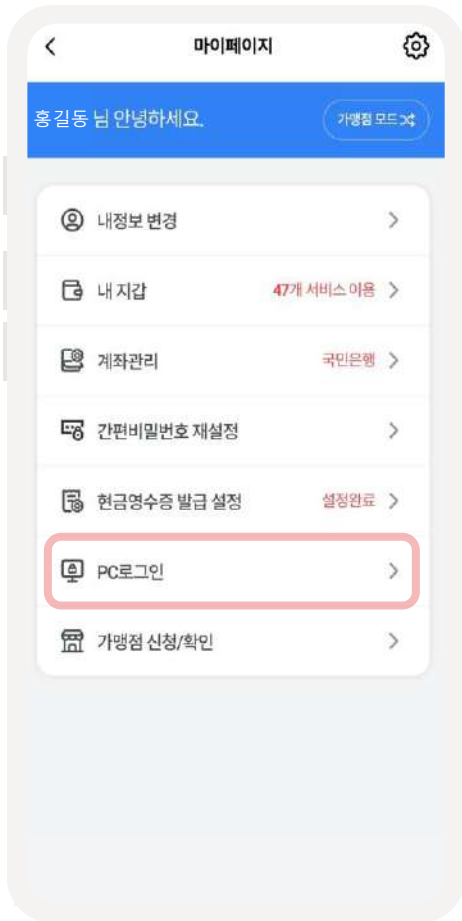 마이페이지
홍길동 님 안녕하세요.
가맹점 모드
내정보 변경
내 지갑 47개 서비스 이용
계좌관리 국민은행
간편비밀번호 재설정
현금영수증 발급 설정 설정완료
PC로그인
가맹점 신청/확인